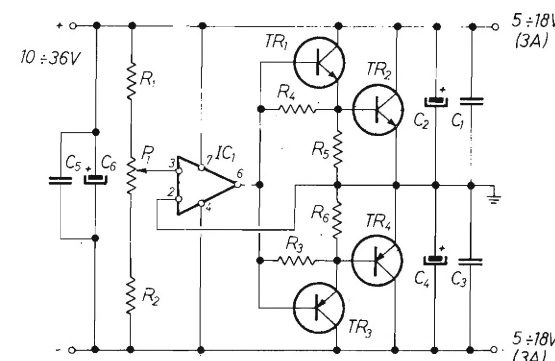 +
5÷18V
(3A)
10÷36V
TR1
TR2
R1
R4
C2
C1
P1
IC1
C5
C6
R5
3
7
6
2
4
R6
TR4
R3
R2
C4
C3
TR3
-
5÷18V
(3A)